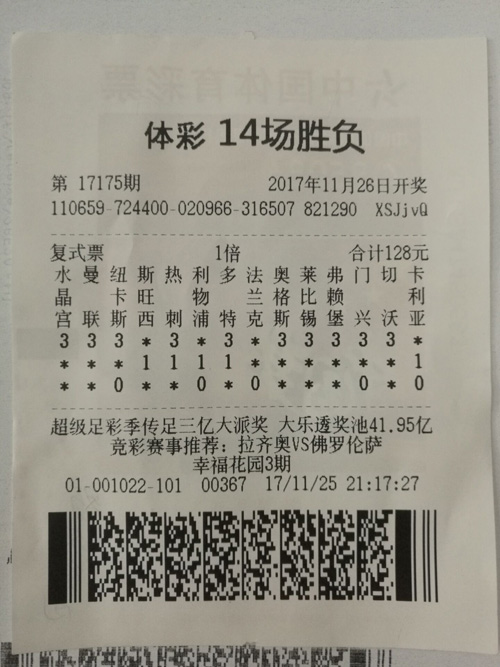 体彩 14场胜负
第 17175期 2017年11月26日开奖
110659-724400-020966-316507 821290 XSJjvQ
复式票 1倍 合计128元
水 曼 纽 斯 热 利 多 法 奥 莱 弗 门 切 卡
晶 卡 旺 物 兰 格 比 赖 利
宫 联 斯 西 刺 浦 特 克 斯 锡 堡 兴 沃 亚
3 3 3 * 3 * 3 * 3 3 3 3 3 *
* * * 1 1 1 1 * * * * * * 1
* * 0 * * 0 * 0 * * * 0 * *
超级足彩季传足三亿大派奖 大乐透奖池41.95亿
竞彩赛事推荐：拉齐奥VS佛罗伦萨
幸福花园3期
01-001022-101 00367 17/11/25 21:17:27
中国体育彩票